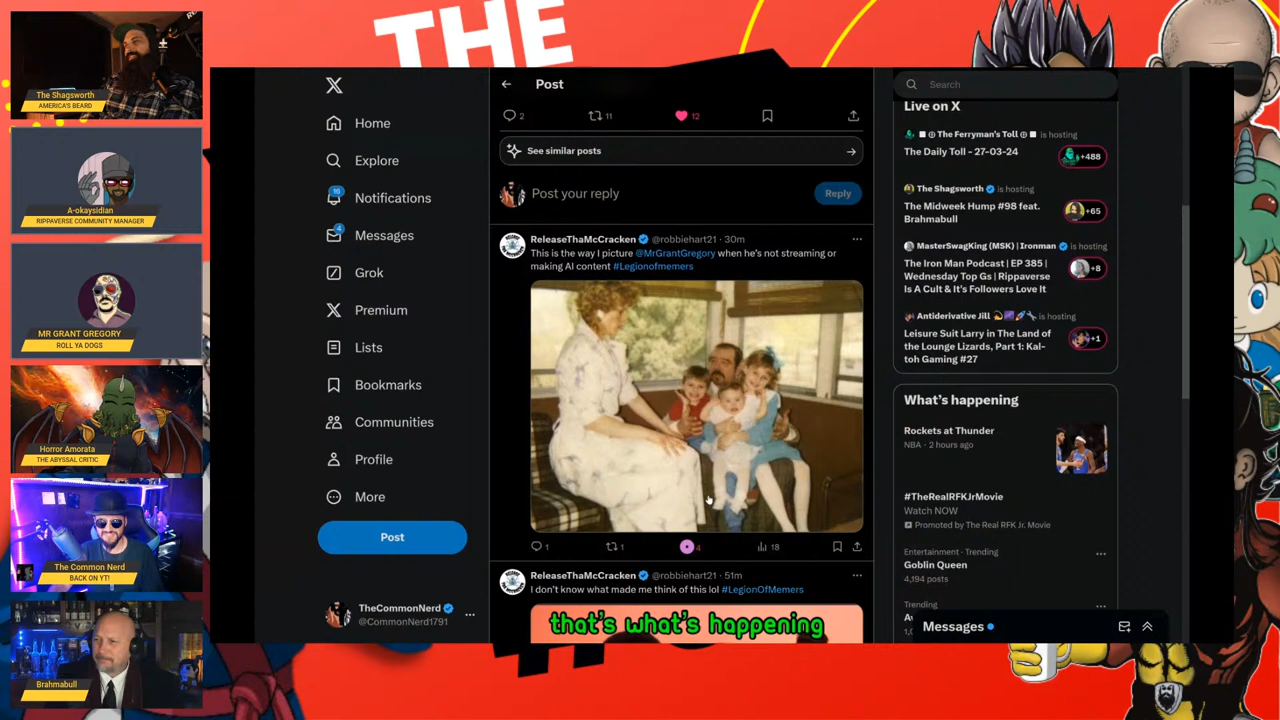 THE
The Shagsworth
AMERICA'S BEARD
A-okaysidian
RIPPAVERSE COMMUNITY MANAGER
MR GRANT GREGORY
ROLL YA DOGS
Horror Amorata
THE ABYSSAL CRITIC
The Common Nerd
BACK ON YT!
Brahmabull
Home
Explore
16
Notifications
4
Messages
Grok
Premium
Lists
Bookmarks
Communities
Profile
More
Post
TheCommonNerd
@CommonNerd1791
Post
2 11 12
See similar posts
Post your reply
Reply
ReleaseThaMcCracken @robbiehart21 · 30m
This is the way I picture @MrGrantGregory when he's not streaming or
making AI content #Legionofmemers
1 1 4 18
ReleaseThaMcCracken @robbiehart21 · 51m
I don't know what made me think of this lol #LegionOfMemers
that's what's happening
Search
Live on X
The Ferryman's Toll is hosting
The Daily Toll - 27-03-24
+488
The Shagsworth is hosting
The Midweek Hump #98 feat.
Brahmabull
+65
MasterSwagKing (MSK) | Ironman is hosting
The Iron Man Podcast | EP 385 |
Wednesday Top Gs | Rippaverse
Is A Cult & It's Followers Love It
+8
Antiderivative Jill is hosting
Leisure Suit Larry in The Land of
the Lounge Lizards, Part 1: Kal-
toh Gaming #27
+1
What's happening
Rockets at Thunder
NBA · 2 hours ago
#TheRealRFKJrMovie
Watch NOW
Promoted by The Real RFK Jr. Movie
Entertainment · Trending
Goblin Queen
4,194 posts
Trending
Messages